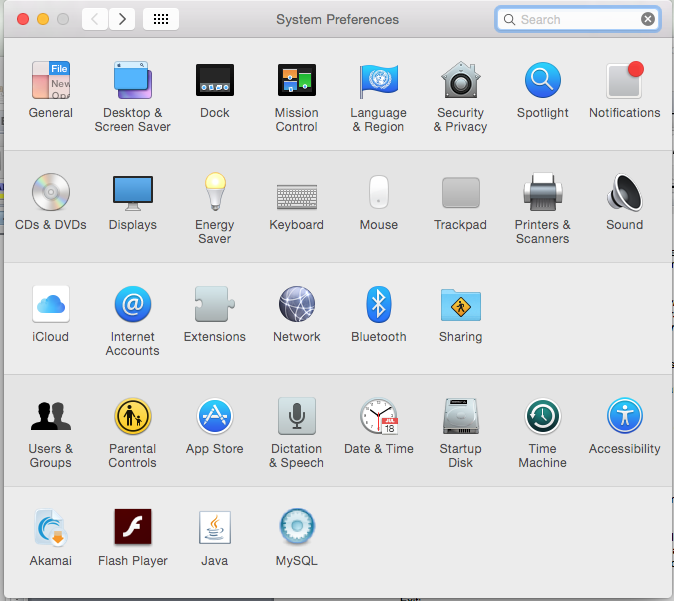 System Preferences
Search
File
New
Ope
General
Desktop &
Screen Saver
Dock
Mission
Control
Language
& Region
Security
& Privacy
Spotlight
Notifications
CDs & DVDs
Displays
Energy
Saver
Keyboard
Mouse
Trackpad
Printers &
Scanners
Sound
iCloud
@
Internet
Accounts
Extensions
Network
Bluetooth
Sharing
Users &
Groups
Parental
Controls
App Store
Dictation
& Speech
JUL
18
Date & Time
Startup
Disk
Time
Machine
Accessibility
Akamai
Flash Player
Java
MySQL